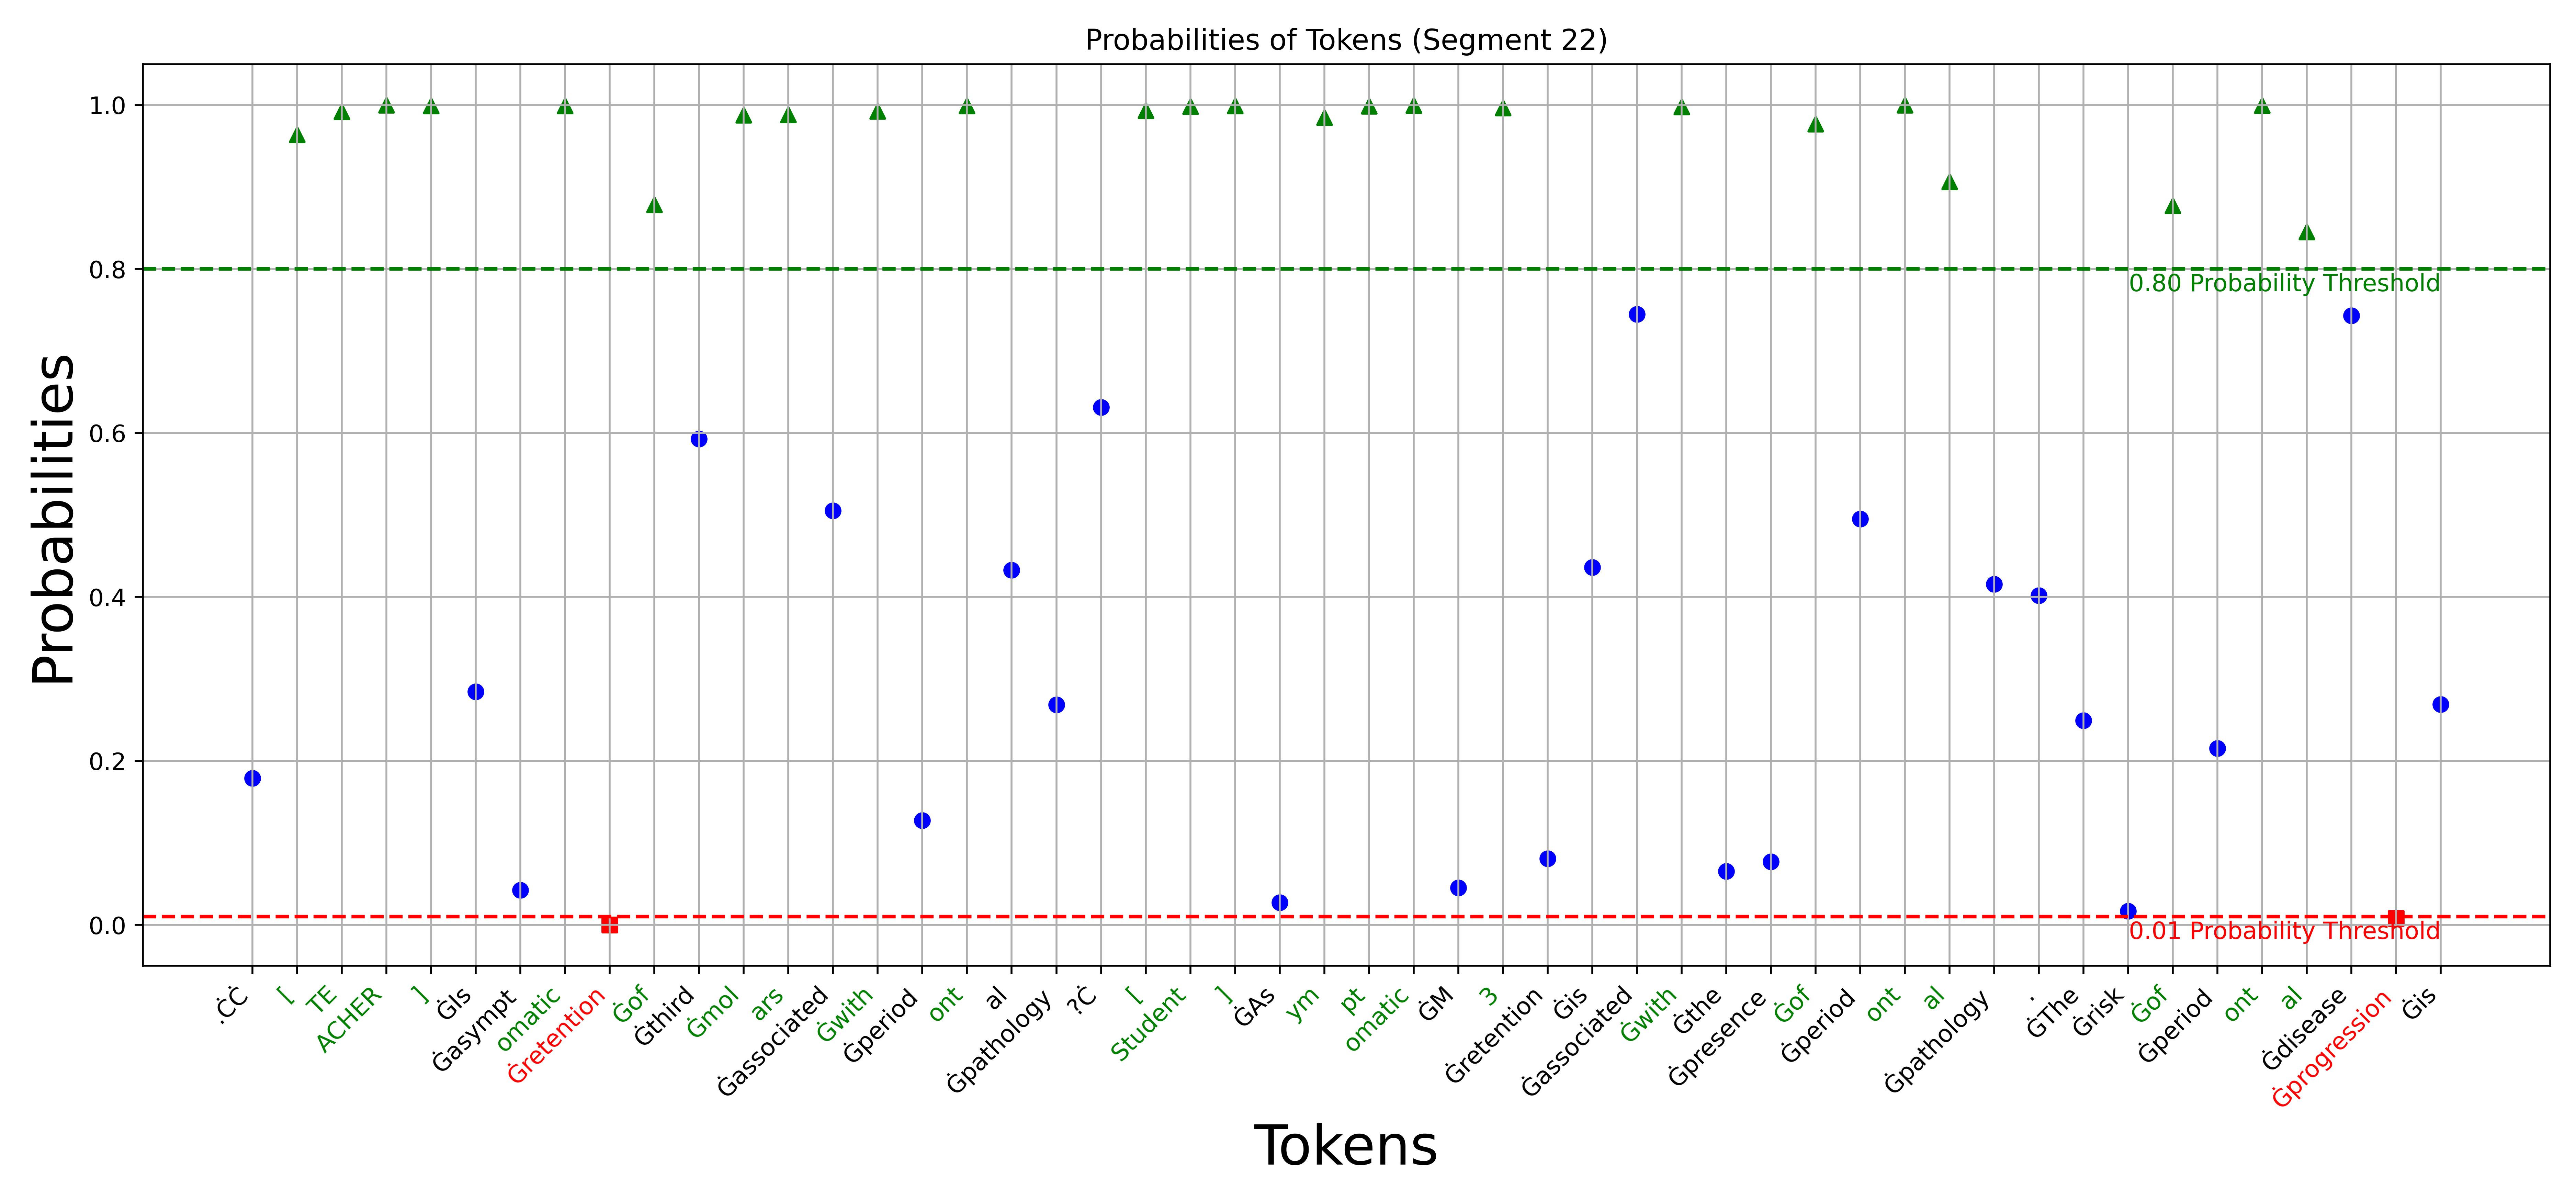 Probabilities of Tokens (Segment 22)
Probabilities
1.0
0.8
0.6
0.4
0.2
0.0
0.80 Probability Threshold
0.01 Probability Threshold
.ĊĊ
[
TE
ACHER
]
ĠIs
Ġasympt
omatic
Ġretention
Ġof
Ġthird
Ġmol
ars
Ġassociated
Ġwith
Ġperiod
ont
al
Ġpathology
?Ċ
[
Student
]
ĠAs
ym
pt
omatic
ĠM
3
Ġretention
Ġis
Ġassociated
Ġwith
Ġthe
Ġpresence
Ġof
Ġperiod
ont
al
Ġpathology
.
ĠThe
Ġrisk
Ġof
Ġperiod
ont
al
Ġdisease
Ġprogression
Ġis
Tokens